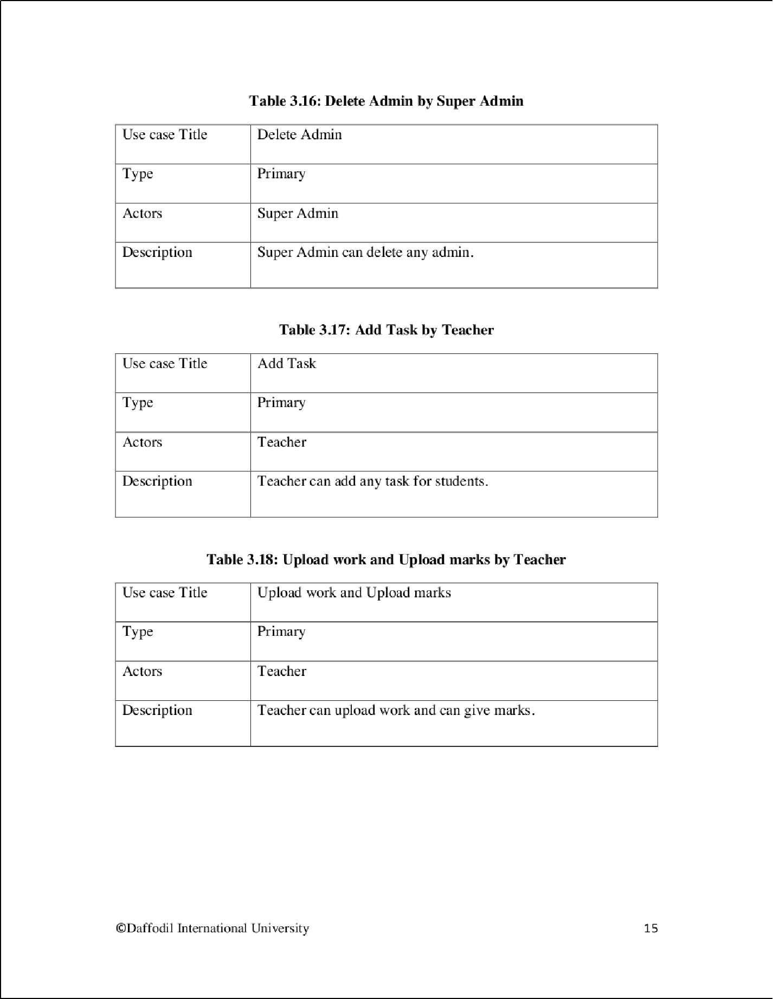 Table 3.16: Delete Admin by Super Admin
Use case Title Delete Admin
Type Primary
Actors Super Admin
Description Super Admin can delete any admin.
Table 3.17: Add Task by Teacher
Use case Title Add Task
Type Primary
Actors Teacher
Description Teacher can add any task for students.
Table 3.18: Upload work and Upload marks by Teacher
Use case Title Upload work and Upload marks
Type Primary
Actors Teacher
Description Teacher can upload work and can give marks.
©Daffodil International University 15